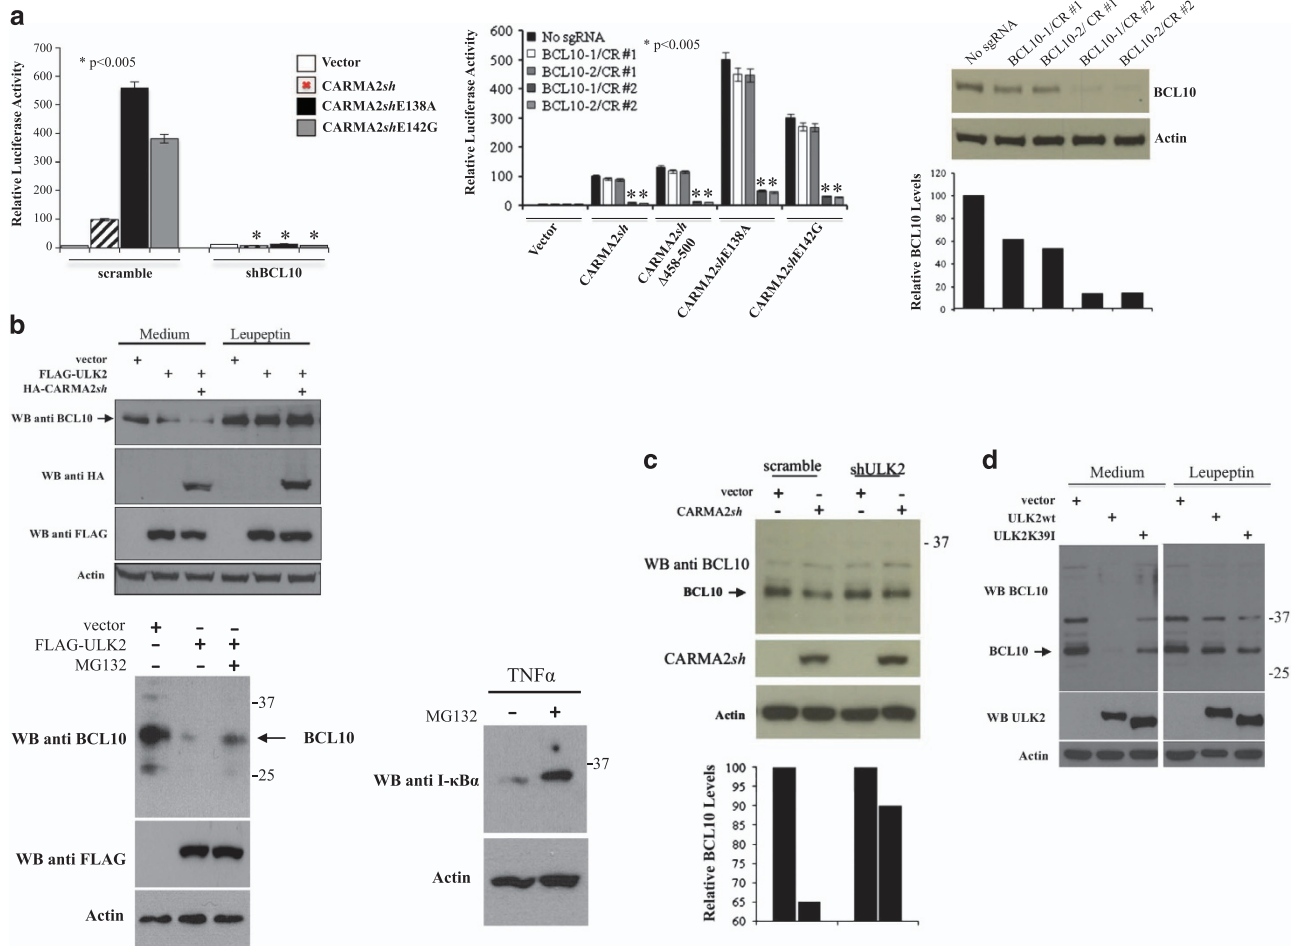 a
700
600
500
400
300
200
100
0
Relative Luciferase Activity
* p<0.005
Vector
CARMA2sh
CARMA2shE138A
CARMA2shE142G
* * *
scramble
shBCL10
600
500
400
300
200
100
0
Relative Luciferase Activity
No sgRNA
BCL10-1/CR #1
BCL10-2/CR #1
BCL10-1/CR #2
BCL10-2/CR #2
* p<0.005
** ** ** **
Vector
CARMA2sh
CARMA2sh Δ458-500
CARMA2shE138A
CARMA2shE142G
No sgRNA
BCL10-1/CR #1
BCL10-2/ CR #1
BCL10-1/CR #2
BCL10-2/CR #2
BCL10
Actin
120
100
80
60
40
20
0
Relative BCL10 Levels
b
Medium Leupeptin
vector + +
FLAG-ULK2 + + + +
HA-CARMA2sh + +
WB anti BCL10
WB anti HA
WB anti FLAG
Actin
vector + - -
FLAG-ULK2 - + +
MG132 - - +
-37
WB anti BCL10
BCL10
-25
WB anti FLAG
Actin
TNFα
MG132 - +
-37
WB anti I-κBα
Actin
c
scramble shULK2
vector + - + -
CARMA2sh - + - +
- 37
WB anti BCL10
BCL10
CARMA2sh
Actin
100
95
90
85
80
75
70
65
60
Relative BCL10 Levels
d
Medium Leupeptin
vector + +
ULK2wt + +
ULK2K39I + +
WB BCL10
-37
BCL10
-25
WB ULK2
Actin